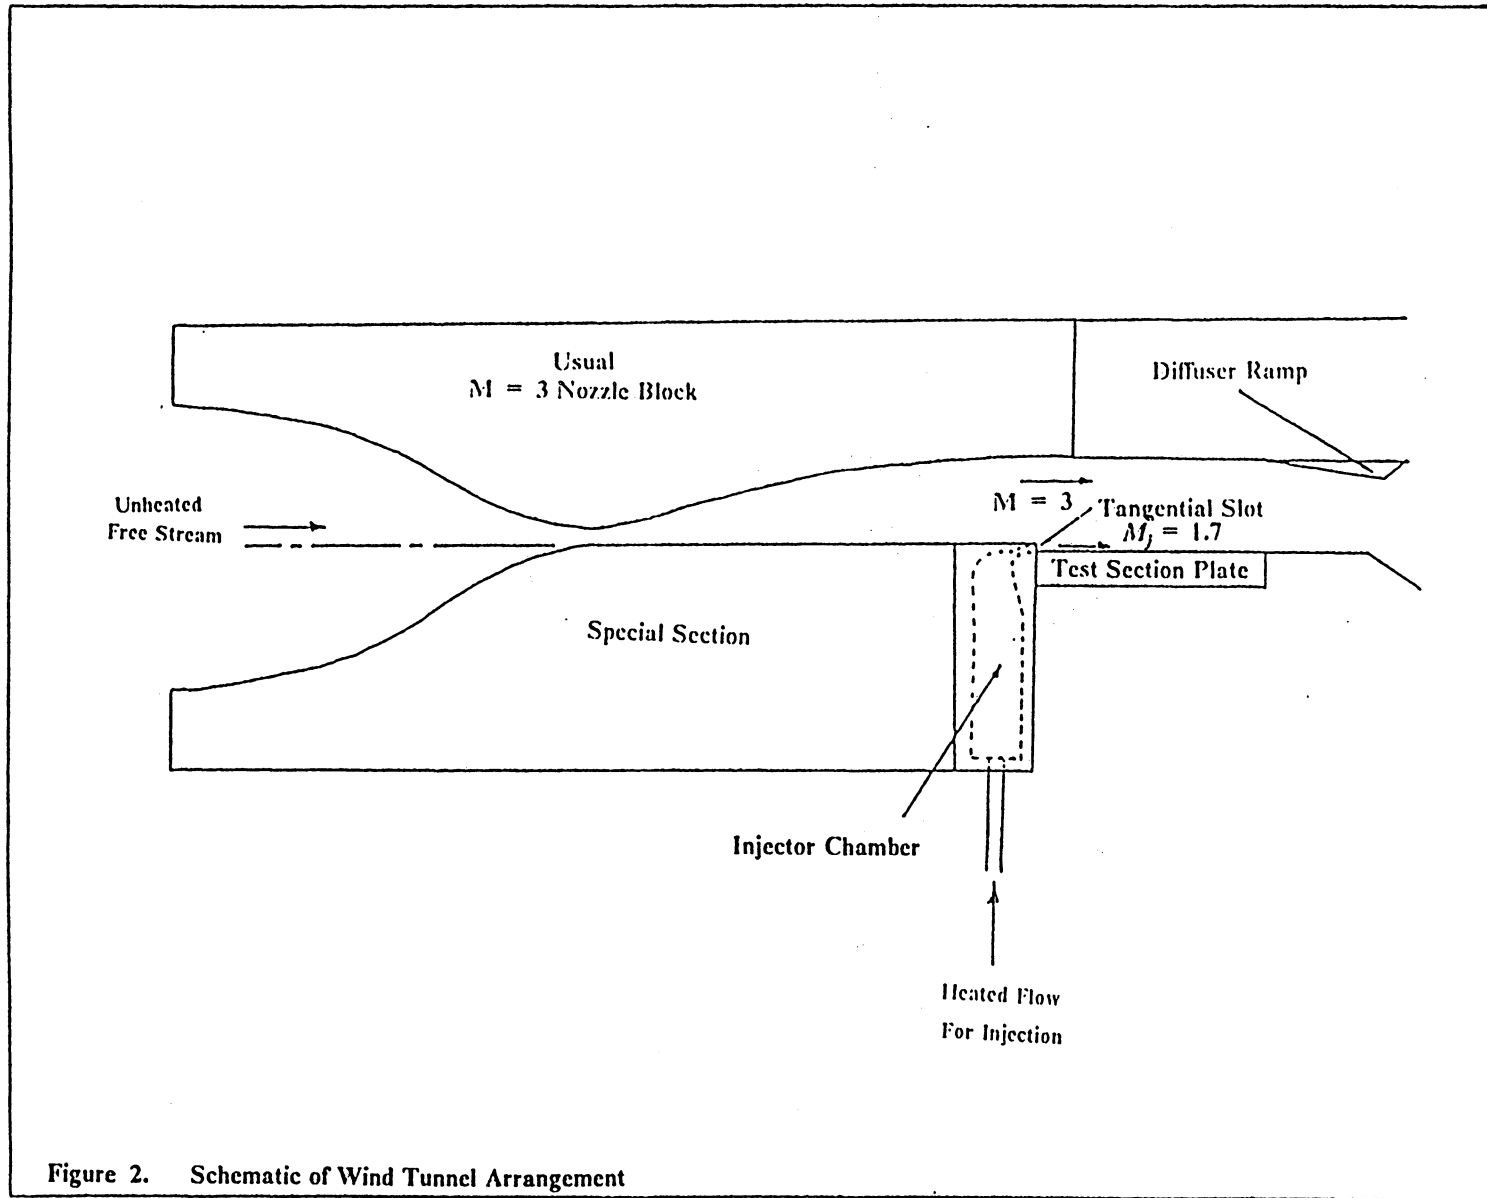 Usual
M = 3 Nozzle Block
Diffuser Ramp
Unheated
Free Stream
M = 3
Tangential Slot
Mj = 1.7
Test Section Plate
Special Section
Injector Chamber
Heated Flow
For Injection
Figure 2. Schematic of Wind Tunnel Arrangement